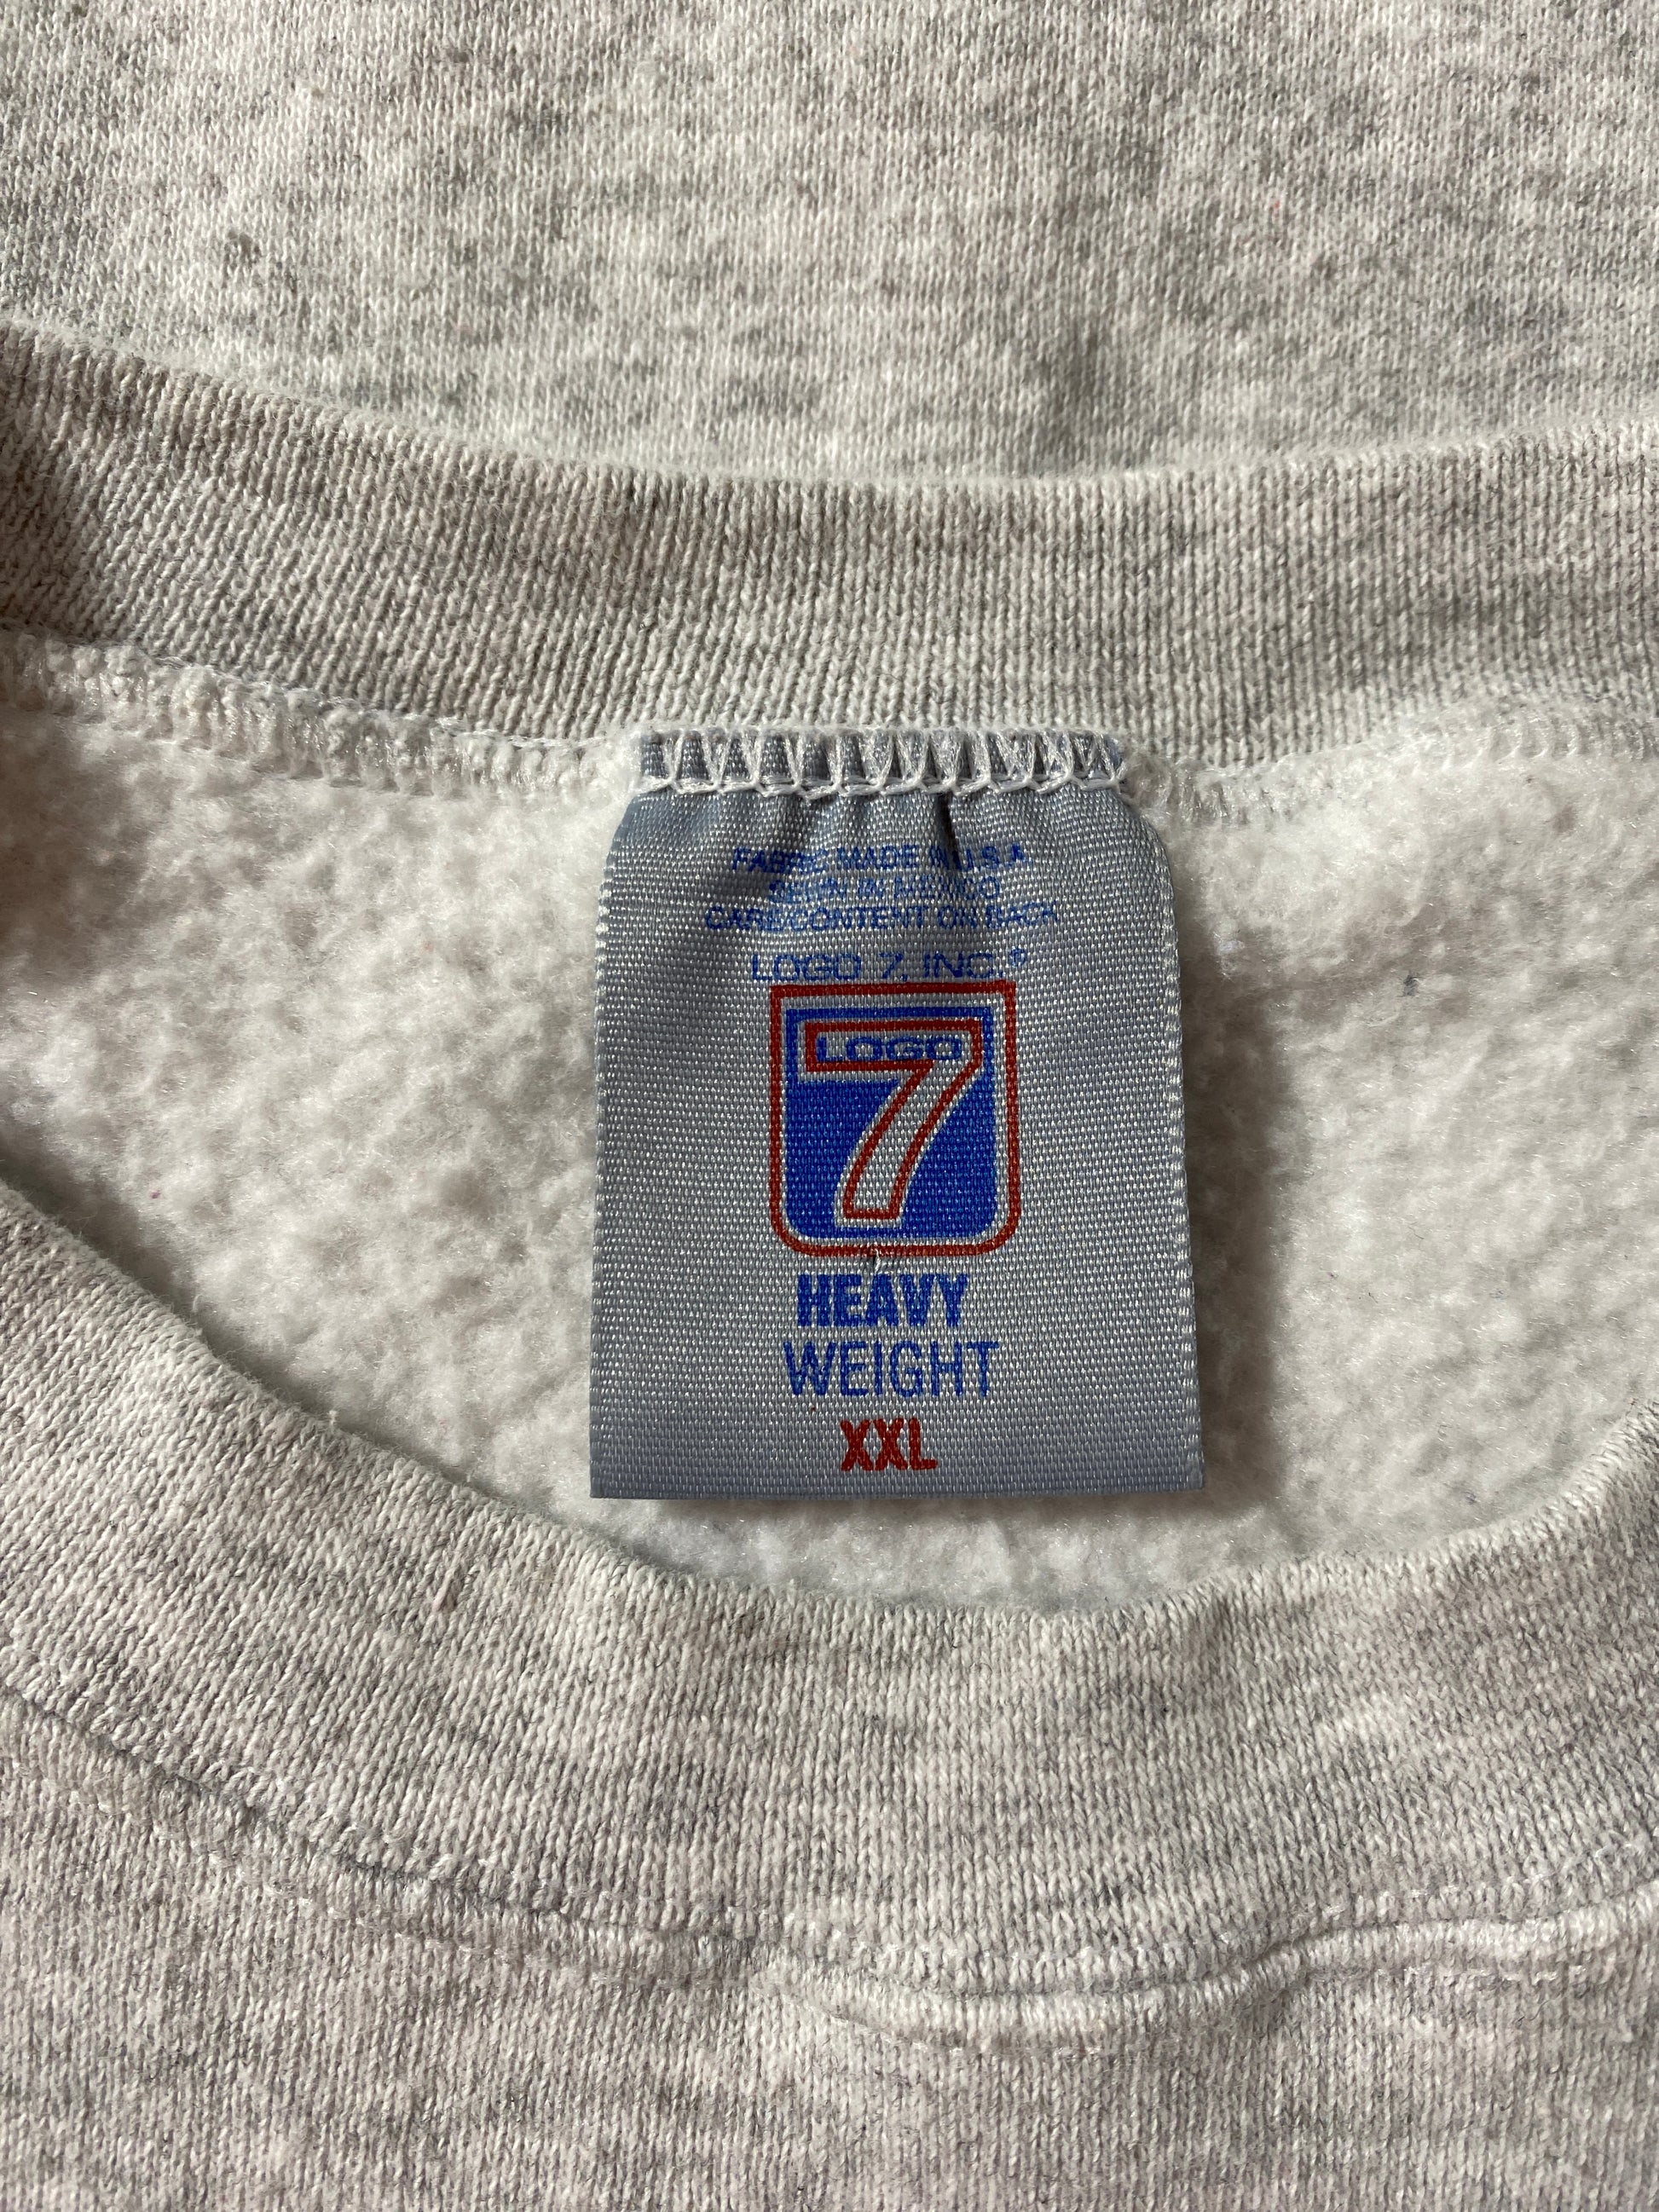 FABRIC MADE IN U.S.A
SEWN IN MEXICO
CARE/CONTENT ON BACK
LOGO 7, INC.®
LOGO
7
HEAVY
WEIGHT
XXL